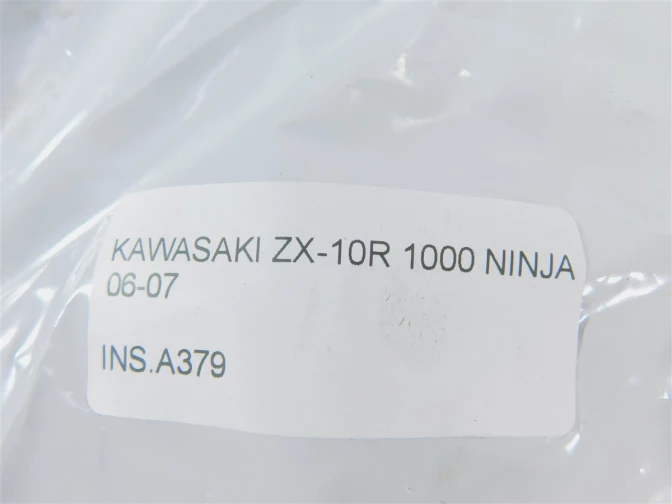 KAWASAKI ZX-10R 1000 NINJA
06-07
INS.A379